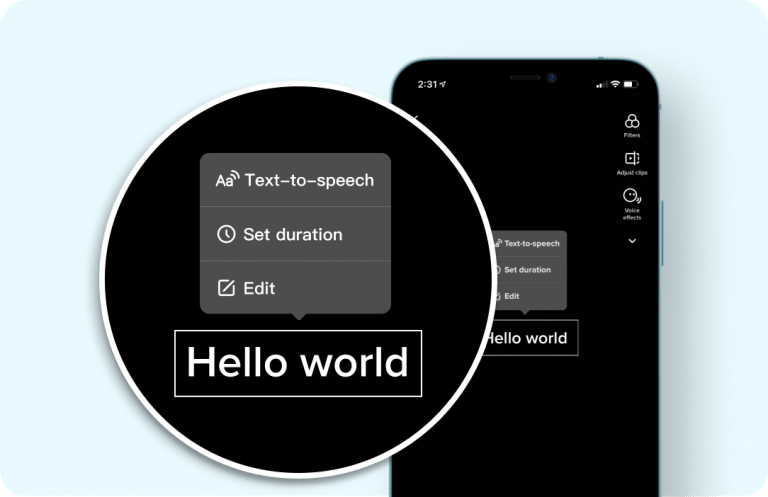 Text-to-speech
Set duration
Edit
Hello world
2:31
Filters
Adjust clips
Voice
effects
Text-to-speech
Set duration
Edit
Hello world